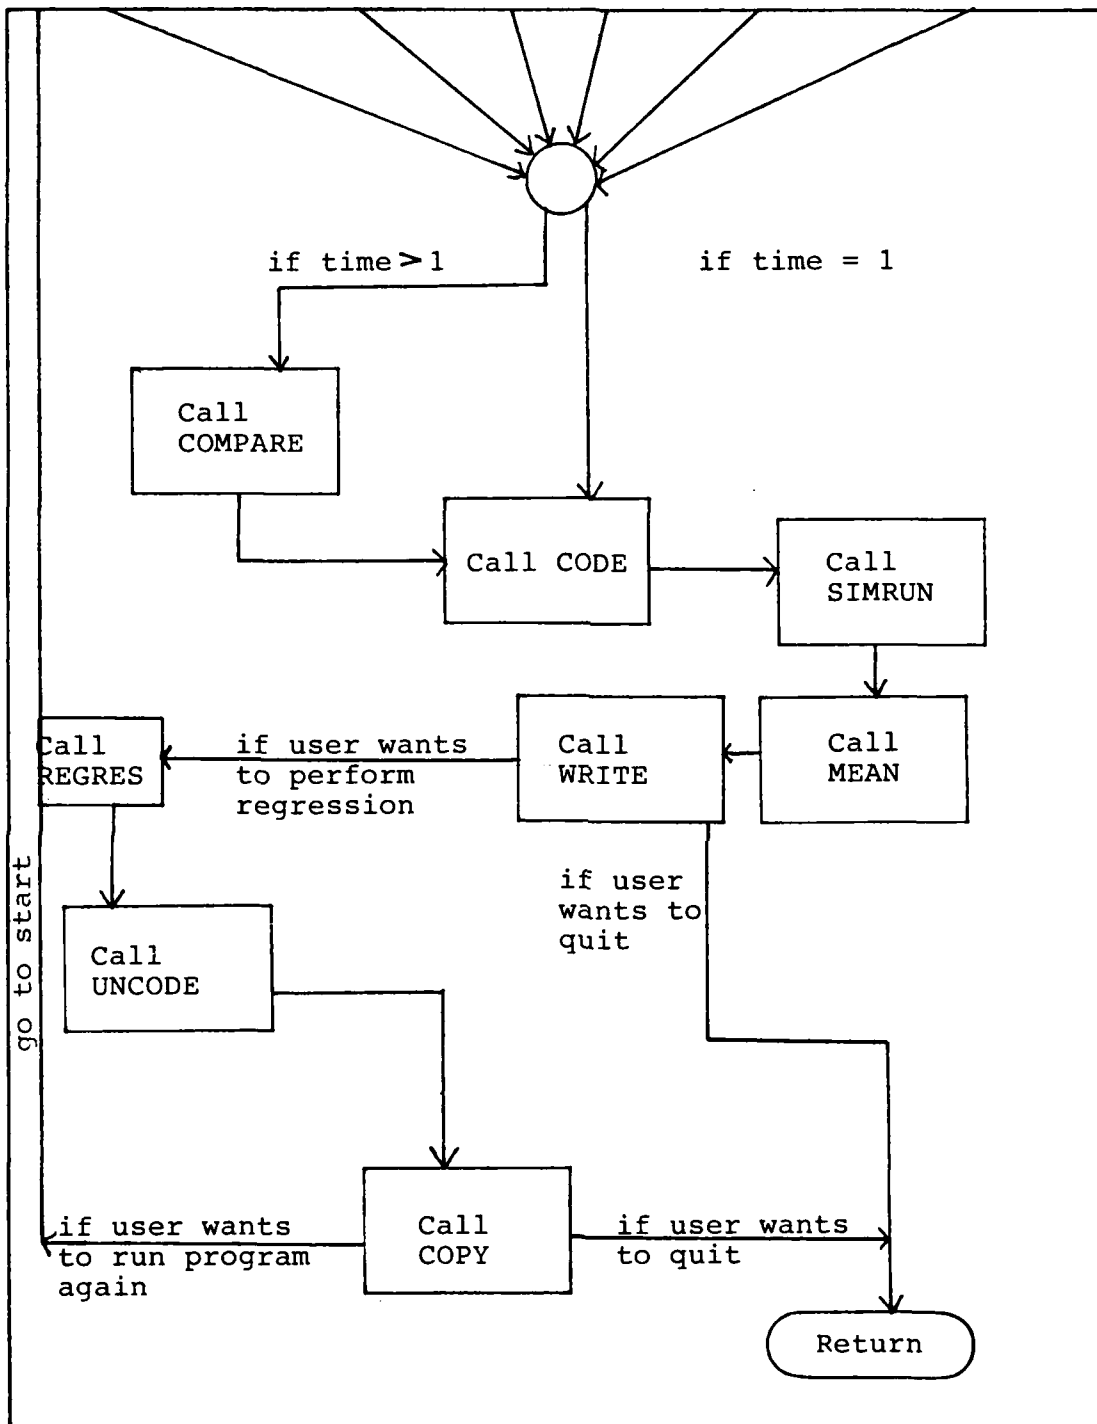 if time > 1
if time = 1
Call
COMPARE
Call CODE
Call
SIMRUN
Call
REGRES
if user wants
to perform
regression
Call
WRITE
Call
MEAN
if user
wants to
quit
go to start
Call
UNCODE
if user wants
to run program
again
Call
COPY
if user wants
to quit
Return